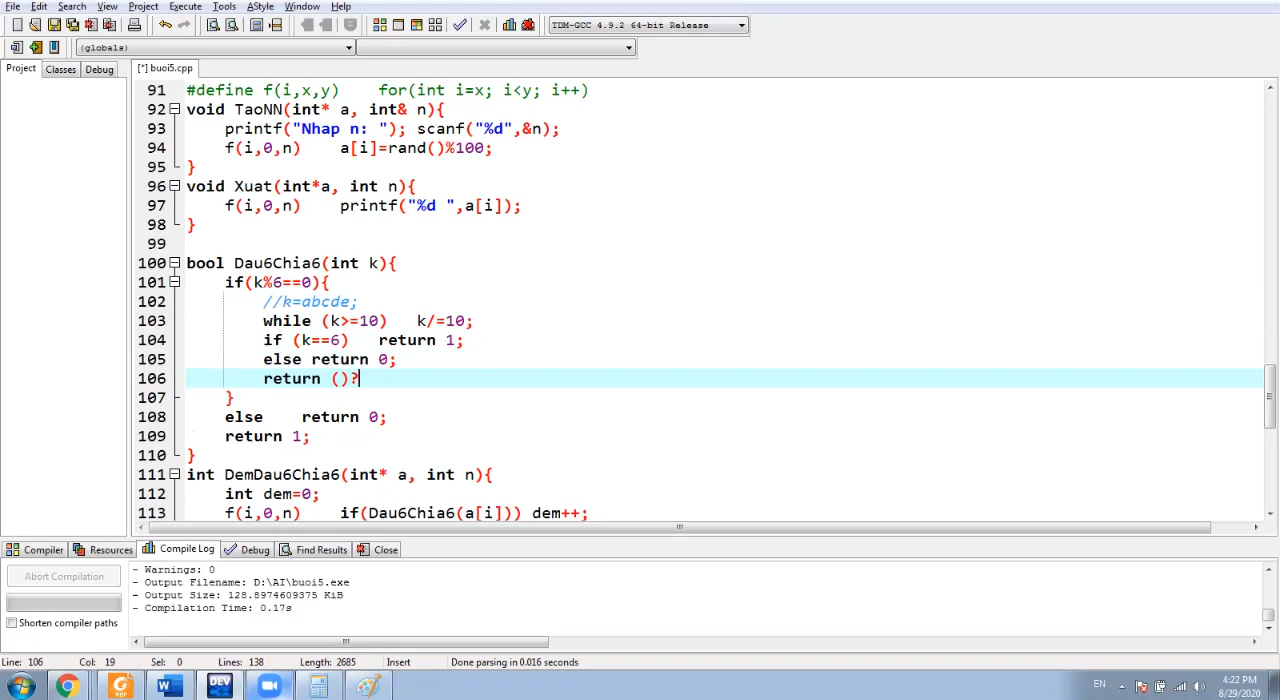 File Edit Search View Project Execute Tools AStyle Window Help
TDM-GCC 4.9.2 64-bit Release
(globals)
Project Classes Debug [*] buoi5.cpp
91 #define f(i,x,y) for(int i=x; i<y; i++)
92 void TaoNN(int* a, int& n){
93 printf("Nhap n: "); scanf("%d",&n);
94 f(i,0,n) a[i]=rand()%100;
95 }
96 void Xuat(int*a, int n){
97 f(i,0,n) printf("%d ",a[i]);
98 }
99
100 bool Dau6Chia6(int k){
101 if(k%6==0){
102 //k=abcde;
103 while (k>=10) k/=10;
104 if (k==6) return 1;
105 else return 0;
106 return ()?
107 }
108 else return 0;
109 return 1;
110 }
111 int DemDau6Chia6(int* a, int n){
112 int dem=0;
113 f(i,0,n) if(Dau6Chia6(a[i])) dem++;
Compiler Resources Compile Log Debug Find Results Close
Abort Compilation
Shorten compiler paths
- Warnings: 0
- Output Filename: D:\AI\buoi5.exe
- Output Size: 128.8974609375 KiB
- Compilation Time: 0.17s
Line: 106 Col: 19 Sel: 0 Lines: 138 Length: 2685 Insert Done parsing in 0.016 seconds
PDF W DEV EN 4:22 PM
8/29/2020